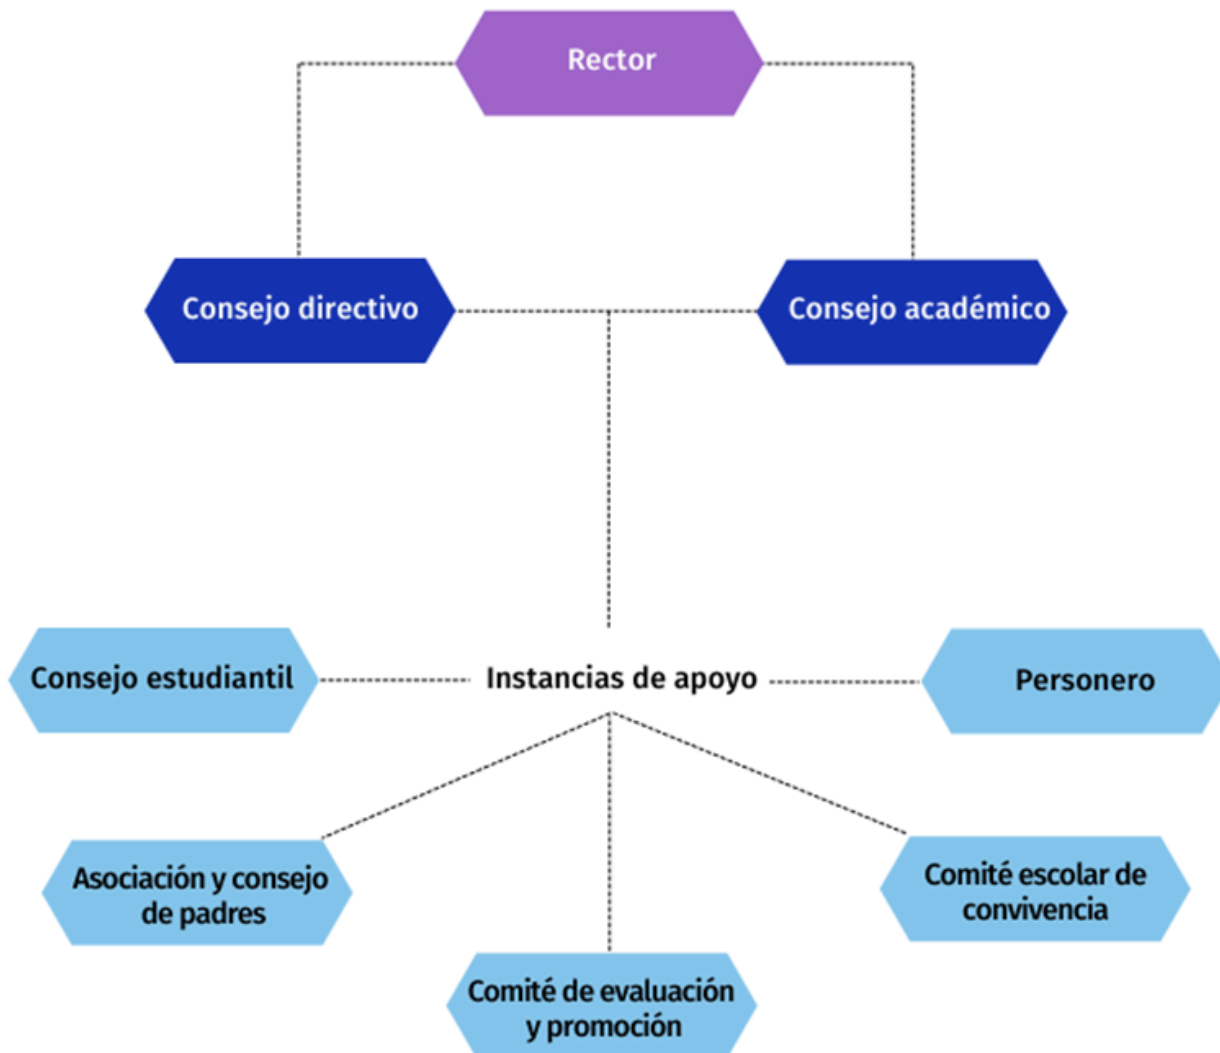 Rector
Consejo directivo
Consejo académico
Consejo estudiantil
Instancias de apoyo
Personero
Asociación y consejo
de padres
Comité escolar de
convivencia
Comité de evaluación
y promoción